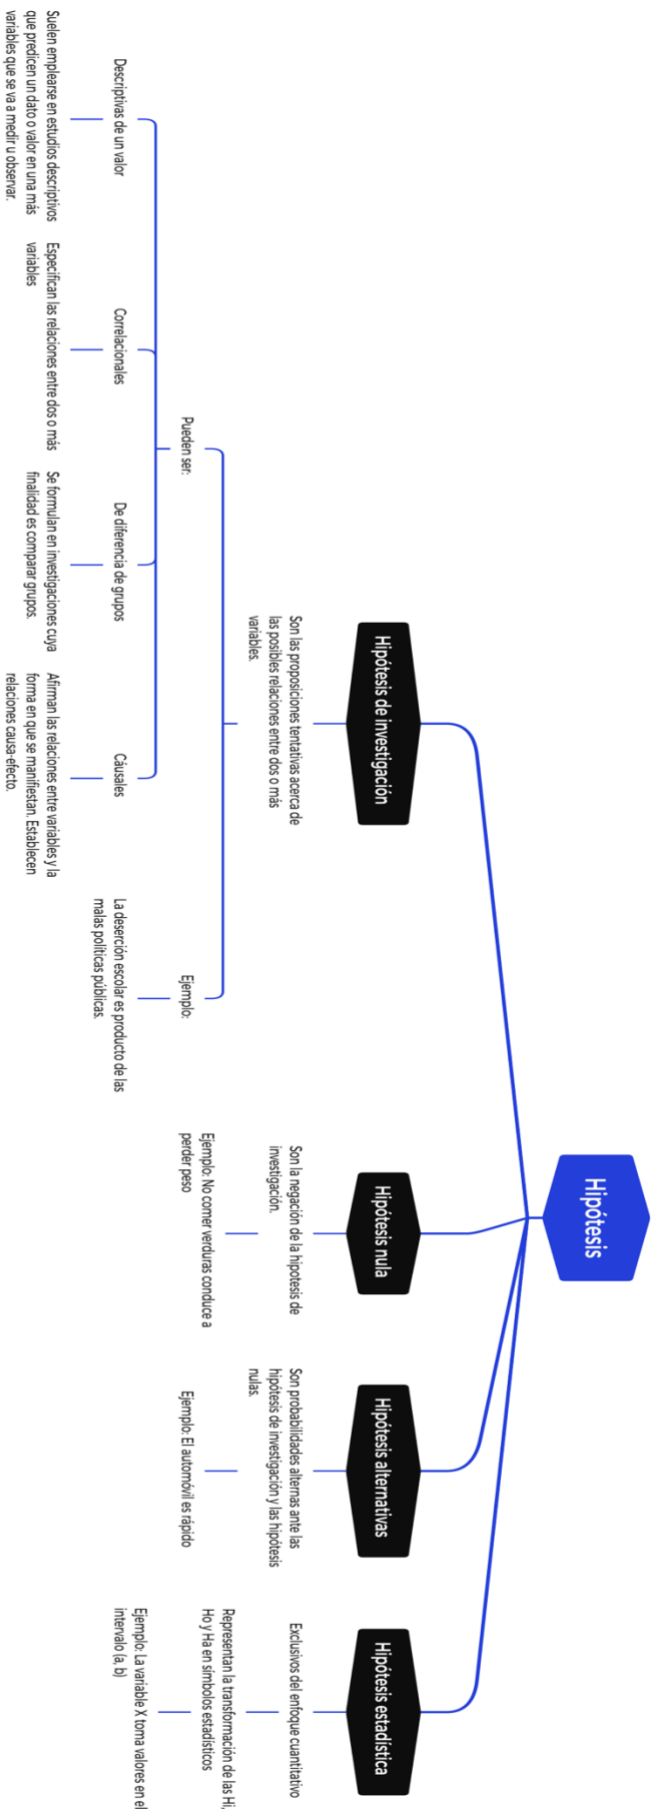 Hipótesis
Hipótesis de investigación
Son las proposiciones tentativas acerca de
las posibles relaciones entre dos o más
variables.
Pueden ser:
Descriptivas de un valor
Suelen emplearse en estudios descriptivos
que predicen un dato o valor en una más
variables que se va a medir u observar.
Correlacionales
Especifican las relaciones entre dos o más
variables
De diferencia de grupos
Se formulan en investigaciones cuya
finalidad es comparar grupos.
Causales
Afirman las relaciones entre variables y la
forma en que se manifiestan. Establecen
relaciones causa-efecto.
Ejemplo:
La deserción escolar es producto de las
malas políticas públicas.
Hipótesis nula
Son la negación de la hipotesis de
investigación.
Ejemplo: No comer verduras conduce a
perder peso
Hipótesis alternativas
Son probabilidades alternas ante las
hipótesis de investigación y las hipótesis
nulas.
Ejemplo: El automóvil es rápido
Hipótesis estadística
Exclusivos del enfoque cuantitativo
Representan la transformación de las Hi,
Ho y Ha en símbolos estadísticos
Ejemplo: La variable X toma valores en el
intervalo (a, b)